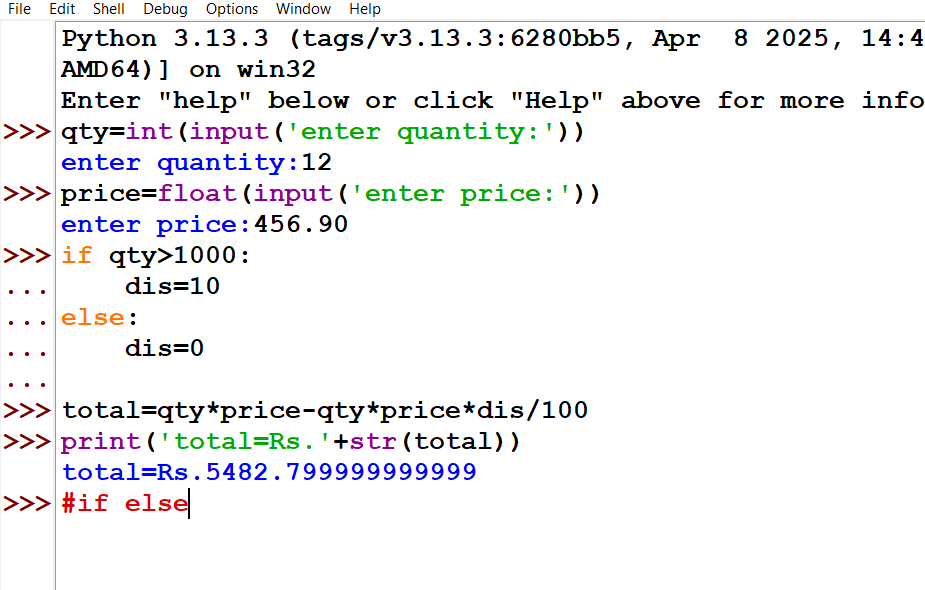 File Edit Shell Debug Options Window Help
Python 3.13.3 (tags/v3.13.3:6280bb5, Apr  8 2025, 14:4
AMD64)] on win32
Enter "help" below or click "Help" above for more info
>>> qty=int(input('enter quantity:'))
enter quantity:12
>>> price=float(input('enter price:'))
enter price:456.90
>>> if qty>1000:
...     dis=10
... else:
...     dis=0
...
>>> total=qty*price-qty*price*dis/100
>>> print('total=Rs.'+str(total))
total=Rs.5482.799999999999
>>> #if else